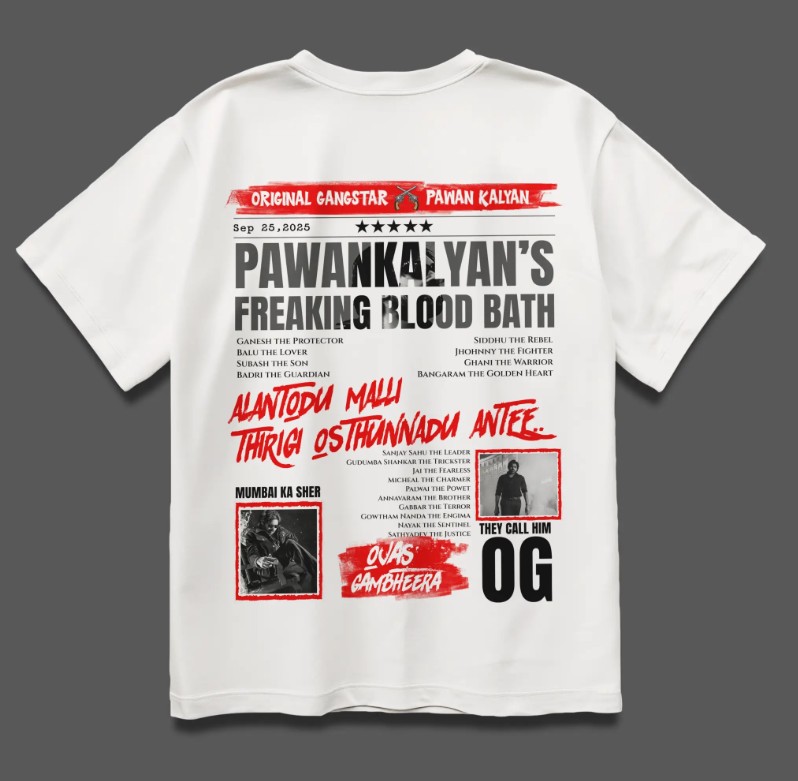 ORIGINAL GANGSTAR PAWAN KALYAN
Sep 25,2025
PAWANKALYAN'S
FREAKING BLOOD BATH
GANESH THE PROTECTOR
BALU THE LOVER
SUBASH THE SON
BADRI THE GUARDIAN
SIDDHU THE REBEL
JHOHNNY THE FIGHTER
GHANI THE WARRIOR
BANGARAM THE GOLDEN HEART
ALANTODU MALLI
THIRIGI OSTHUNNADU ANTEE..
SANJAY SAHU THE LEADER
GUDUMBA SHANKAR THE TRICKSTER
JAI THE FEARLESS
MICHEAL THE CHARMER
PALWAI THE POWET
ANNAVARAM THE BROTHER
GABBAR THE TERROR
GOWTHAM NANDA THE ENGIMA
NAYAK THE SENTINEL
SATHYADEV THE JUSTICE
MUMBAI KA SHER
OJAS
GAMBHEERA
THEY CALL HIM
OG